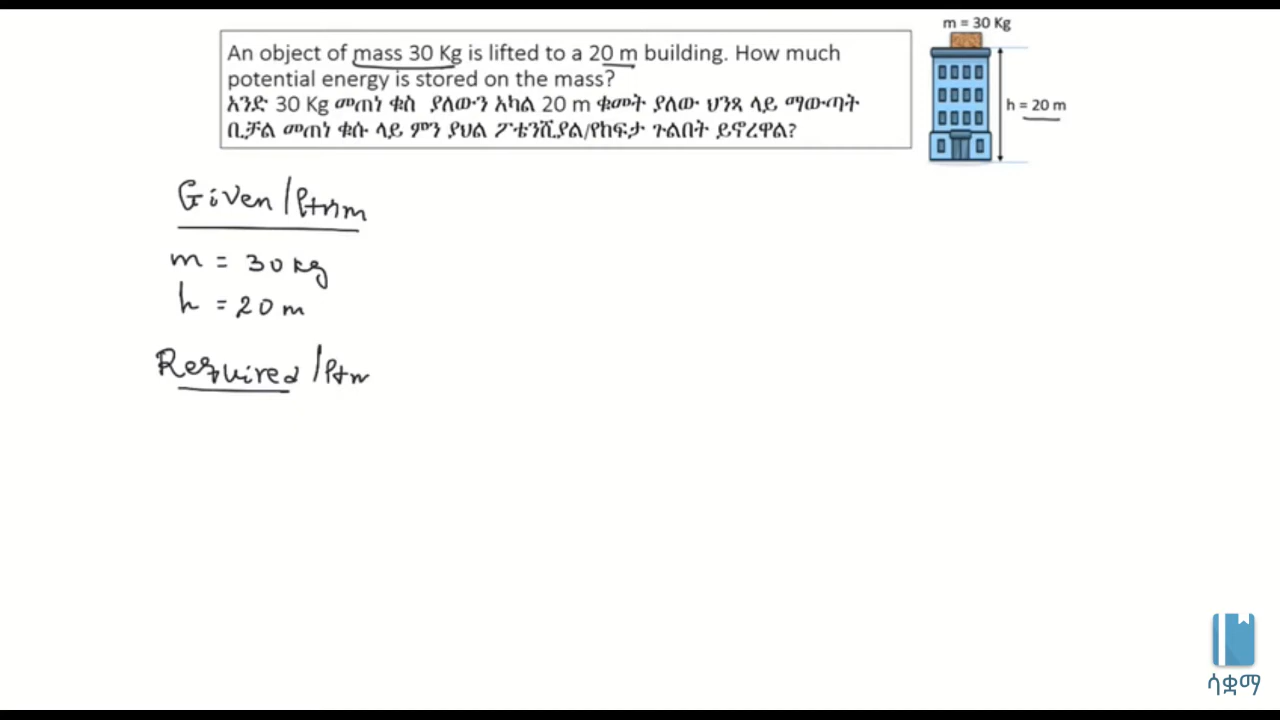 m = 30 Kg
An object of mass 30 Kg is lifted to a 20 m building. How much
potential energy is stored on the mass?
አንድ 30 Kg መጠነ ቁስ ያለውን አካል 20 m ቁመት ያለው ህንጻ ላይ ማውጣት
ቢቻል መጠነ ቁሱ ላይ ምን ያህል ፖቴንሺያል/የከፍታ ጉልበት ይኖረዋል?
h = 20 m
Given /
m = 30 kg
h = 20 m
Required /
ሳቋማ